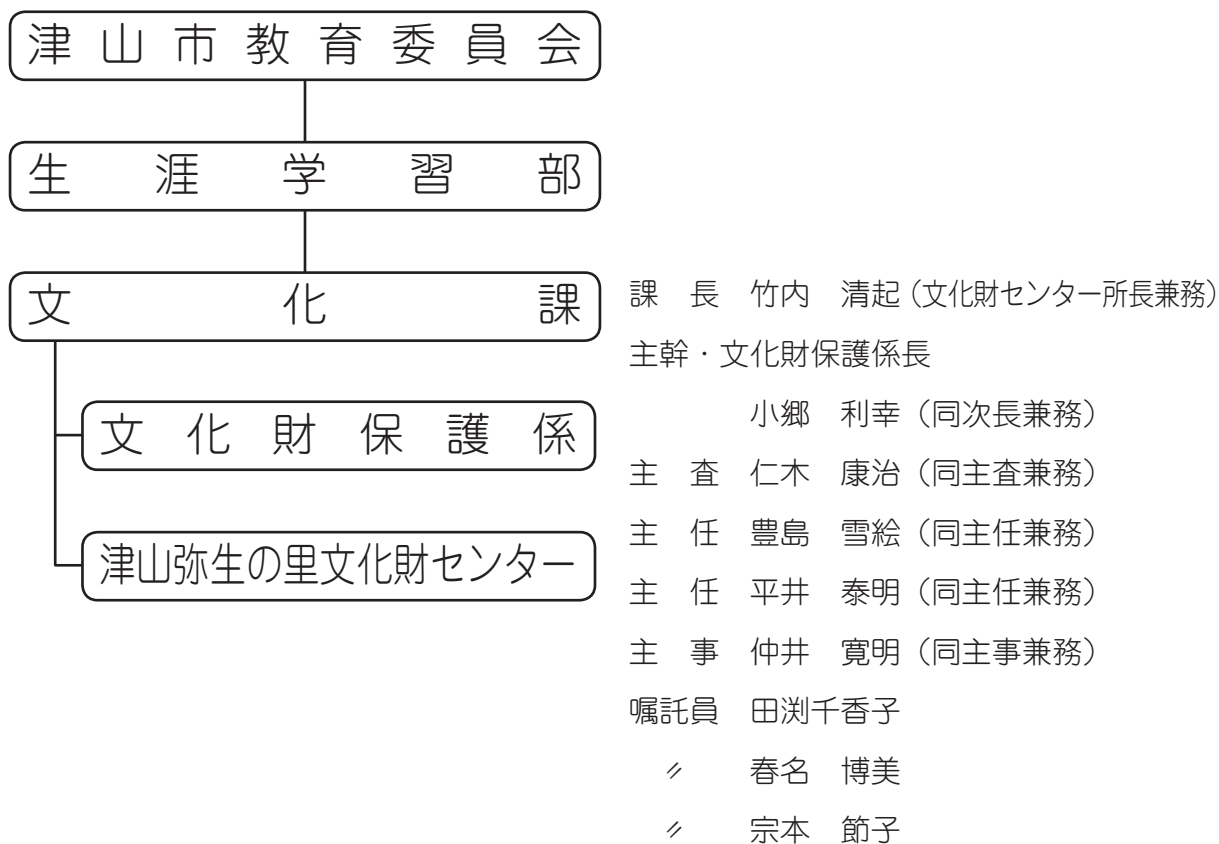 津山市教育委員会
生涯学習部
文化課
文化財保護係
津山弥生の里文化財センター
課　長　竹内　清起（文化財センター所長兼務）
主幹・文化財保護係長
小郷　利幸（同次長兼務）
主　査　仁木　康治（同主査兼務）
主　任　豊島　雪絵（同主任兼務）
主　任　平井　泰明（同主任兼務）
主　事　仲井　寛明（同主事兼務）
嘱託員　田渕千香子
〃　春名　博美
〃　宗本　節子